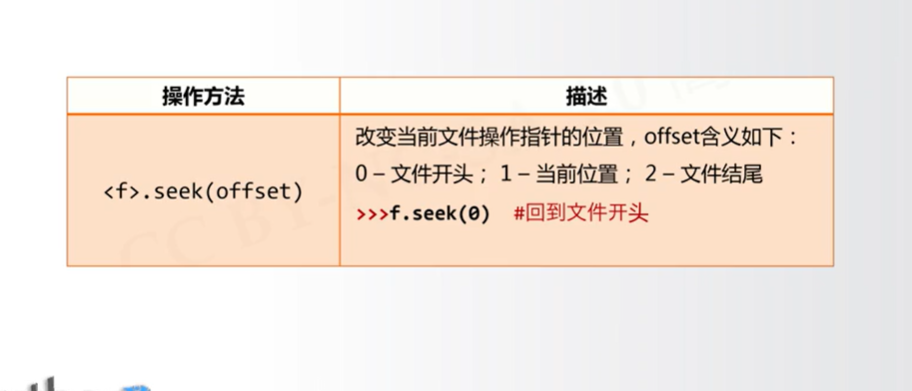 操作方法
描述
<f>.seek(offset)
改变当前文件操作指针的位置，offset含义如下：
0 – 文件开头； 1 – 当前位置； 2 – 文件结尾
>>>f.seek(0) #回到文件开头